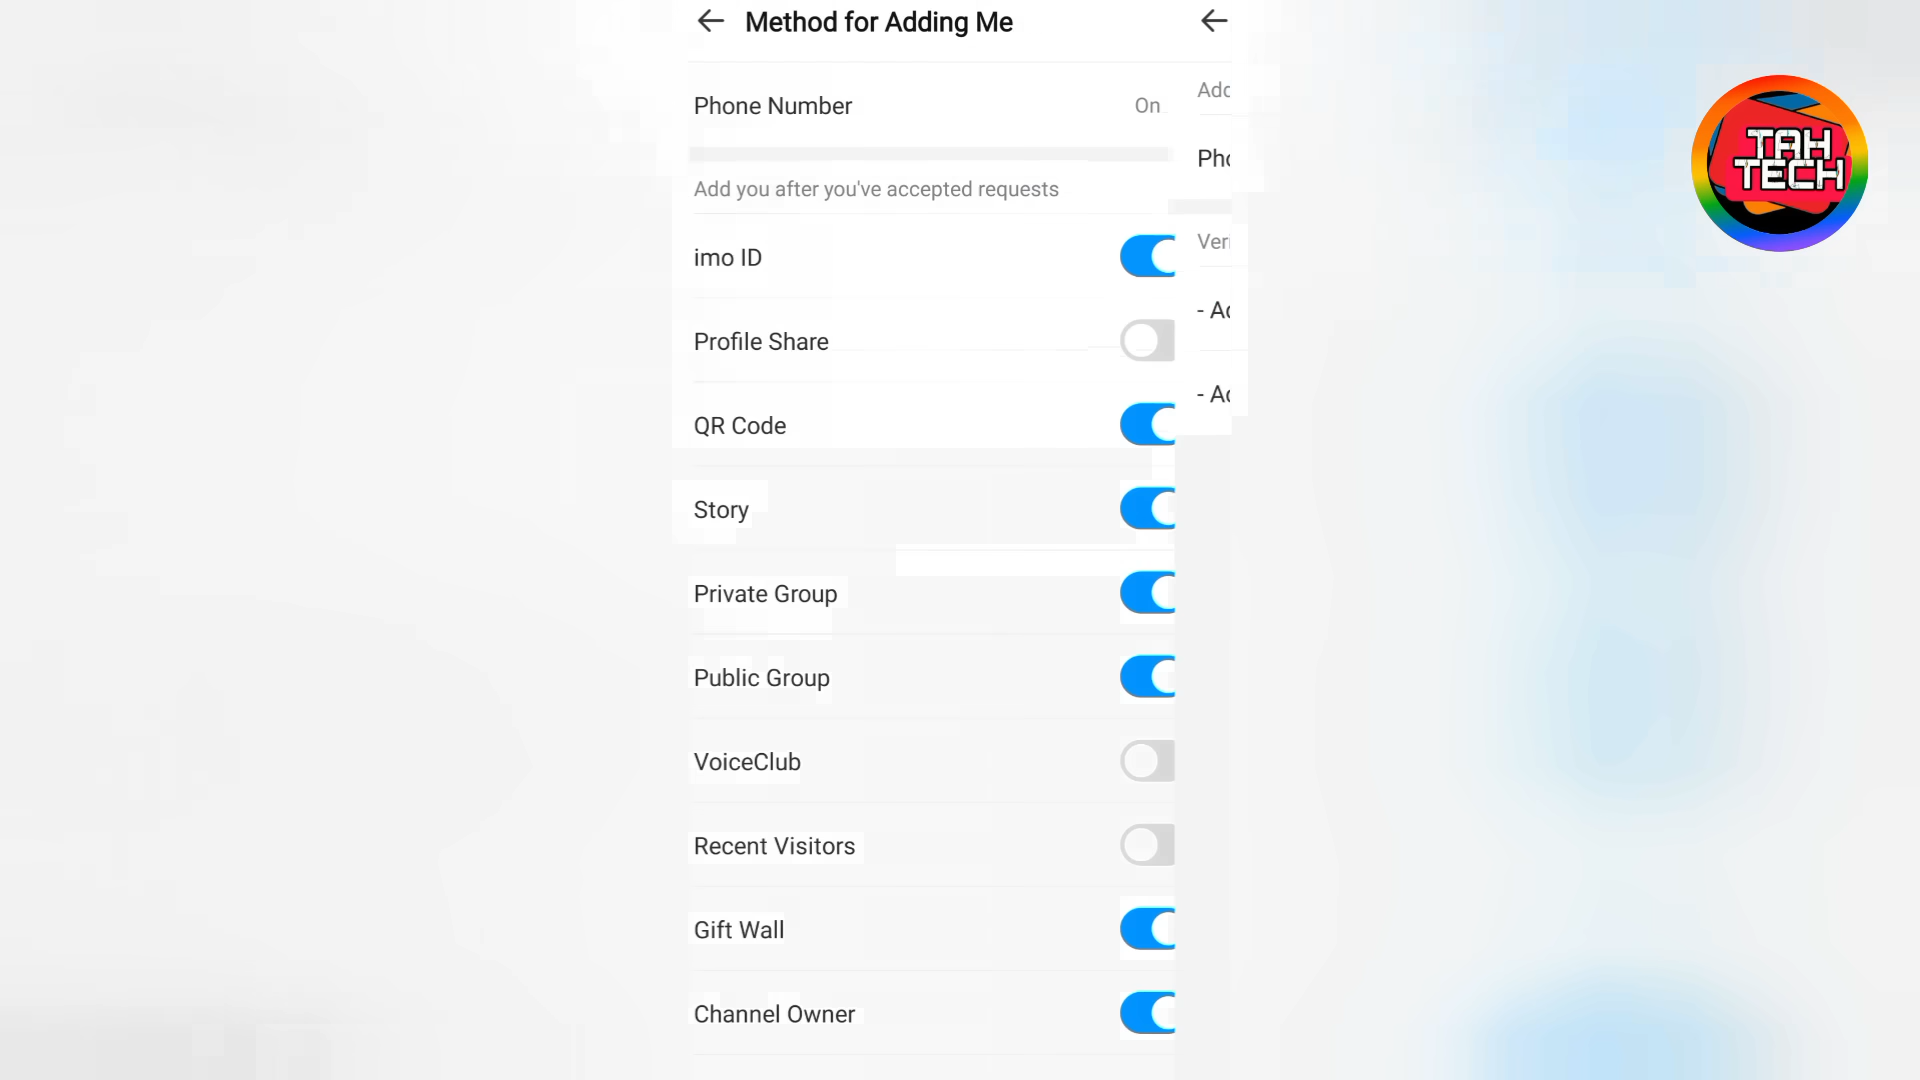 Method for Adding Me
Phone Number
On
Add you after you've accepted requests
imo ID
Profile Share
QR Code
Story
Private Group
Public Group
VoiceClub
Recent Visitors
Gift Wall
Channel Owner
Veri
- 
- 
TAH
TECH